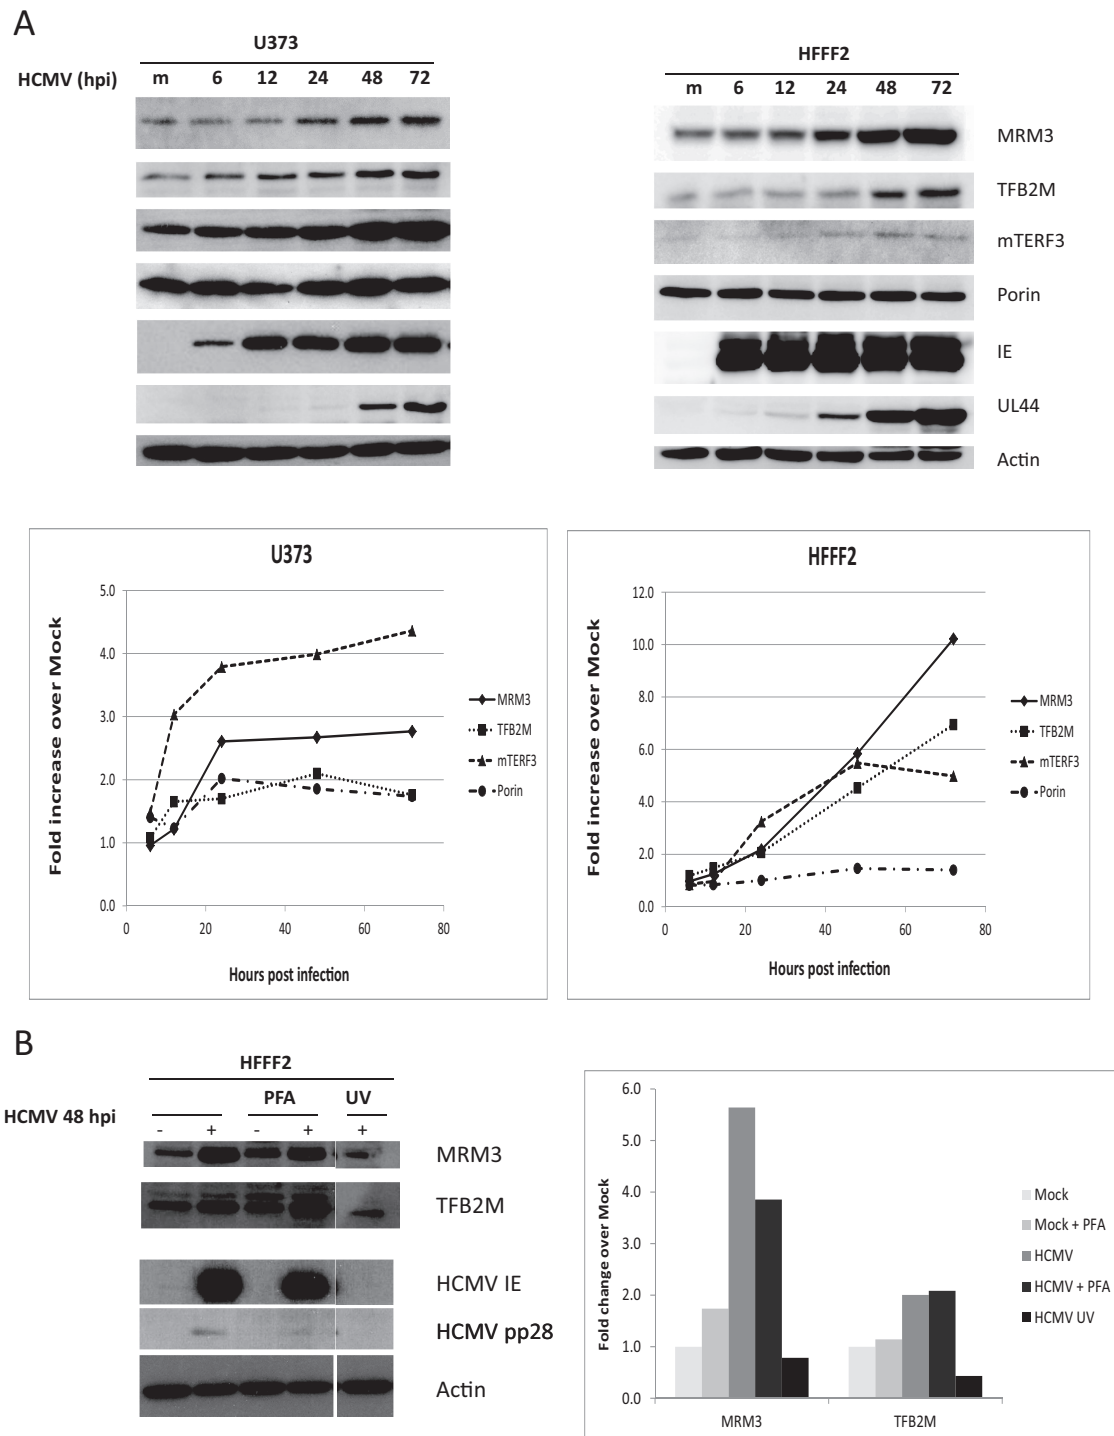 A
U373
HCMV (hpi) m 6 12 24 48 72
HFFF2
m 6 12 24 48 72
MRM3
TFB2M
mTERF3
Porin
IE
UL44
Actin
U373
Fold increase over Mock
5.0
4.0
3.0
2.0
1.0
0.0
0 20 40 60 80
Hours post infection
MRM3
TFB2M
mTERF3
Porin
HFFF2
Fold increase over Mock
12.0
10.0
8.0
6.0
4.0
2.0
0.0
0 20 40 60 80
Hours post infection
MRM3
TFB2M
mTERF3
Porin
B
HFFF2
PFA UV
HCMV 48 hpi
- + - + +
MRM3
TFB2M
HCMV IE
HCMV pp28
Actin
Fold change over Mock
6.0
5.0
4.0
3.0
2.0
1.0
0.0
MRM3 TFB2M
Mock
Mock + PFA
HCMV
HCMV + PFA
HCMV UV